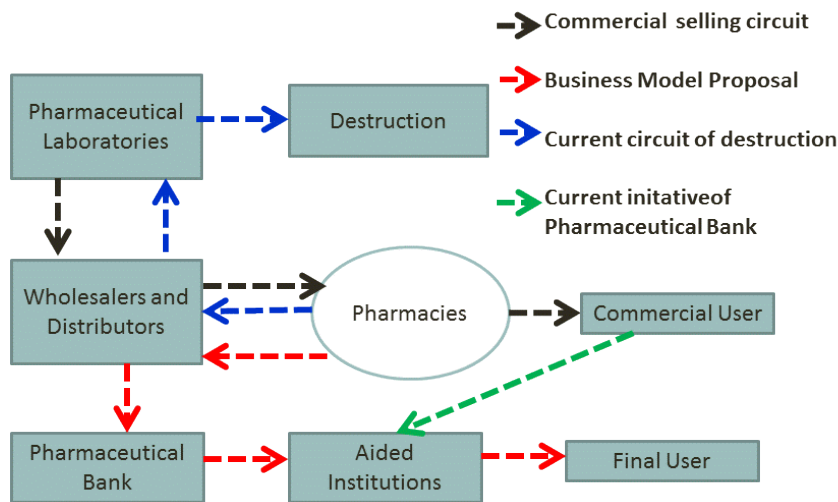 Commercial selling circuit
Business Model Proposal
Current circuit of destruction
Current initativeof
Pharmaceutical Bank
Pharmaceutical
Laboratories
Destruction
Wholesalers and
Distributors
Pharmacies
Commercial User
Pharmaceutical
Bank
Aided
Institutions
Final User